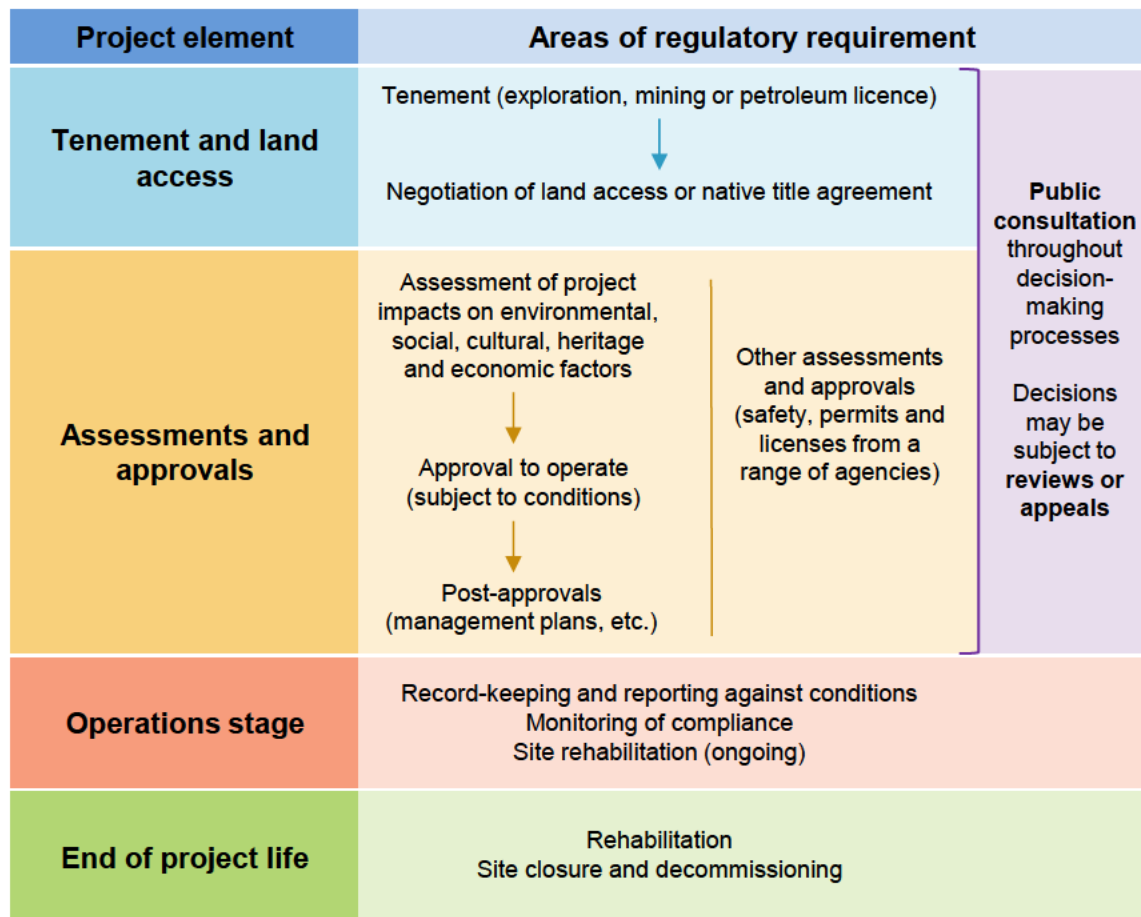 Project element
Areas of regulatory requirement
Tenement and land
access
Tenement (exploration, mining or petroleum licence)
Negotiation of land access or native title agreement
Assessments and
approvals
Assessment of project
impacts on environmental,
social, cultural, heritage
and economic factors
Approval to operate
(subject to conditions)
Post-approvals
(management plans, etc.)
Other assessments
and approvals
(safety, permits and
licenses from a
range of agencies)
Public
consultation
throughout
decision-
making
processes
Decisions
may be
subject to
reviews or
appeals
Operations stage
Record-keeping and reporting against conditions
Monitoring of compliance
Site rehabilitation (ongoing)
End of project life
Rehabilitation
Site closure and decommissioning